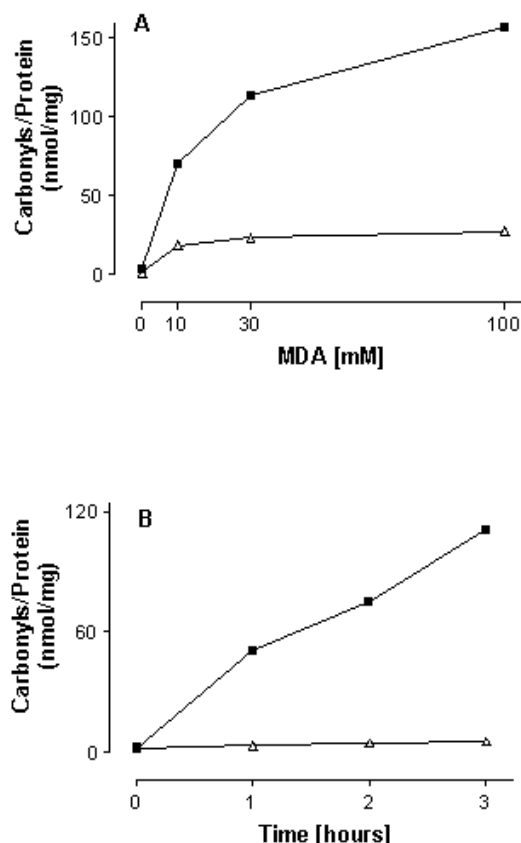 A
150
100
50
0
Carbonyls/Protein
(nmol/mg)
0 10 30 100
MDA [mM]
B
120
60
0
Carbonyls/Protein
(nmol/mg)
0 1 2 3
Time [hours]